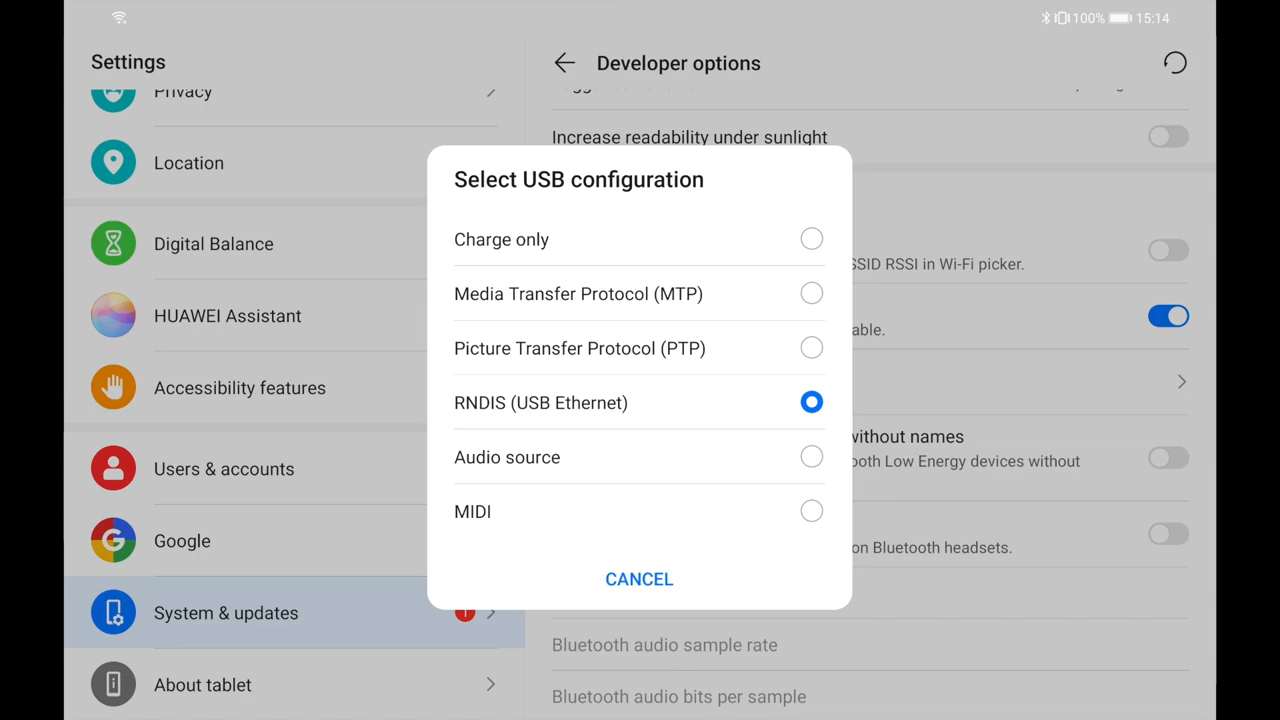 100% 15:14
Settings
Developer options
Privacy
Increase readability under sunlight
Location
Select USB configuration
Charge only
Digital Balance
SSID RSSI in Wi-Fi picker.
Media Transfer Protocol (MTP)
HUAWEI Assistant
able.
Picture Transfer Protocol (PTP)
Accessibility features
RNDIS (USB Ethernet)
without names
Audio source
ooth Low Energy devices without
Users & accounts
MIDI
Google
on Bluetooth headsets.
CANCEL
System & updates
Bluetooth audio sample rate
About tablet
Bluetooth audio bits per sample